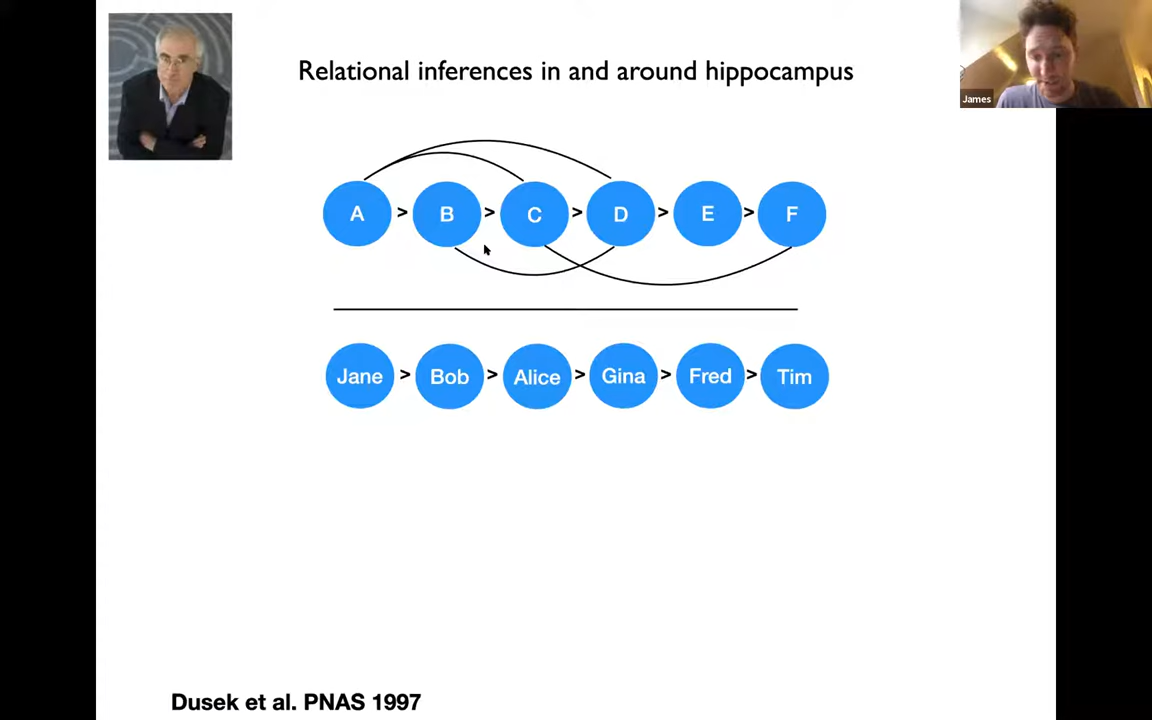 Relational inferences in and around hippocampus
James
A > B > C > D > E > F
Jane > Bob > Alice > Gina > Fred > Tim
Dusek et al. PNAS 1997